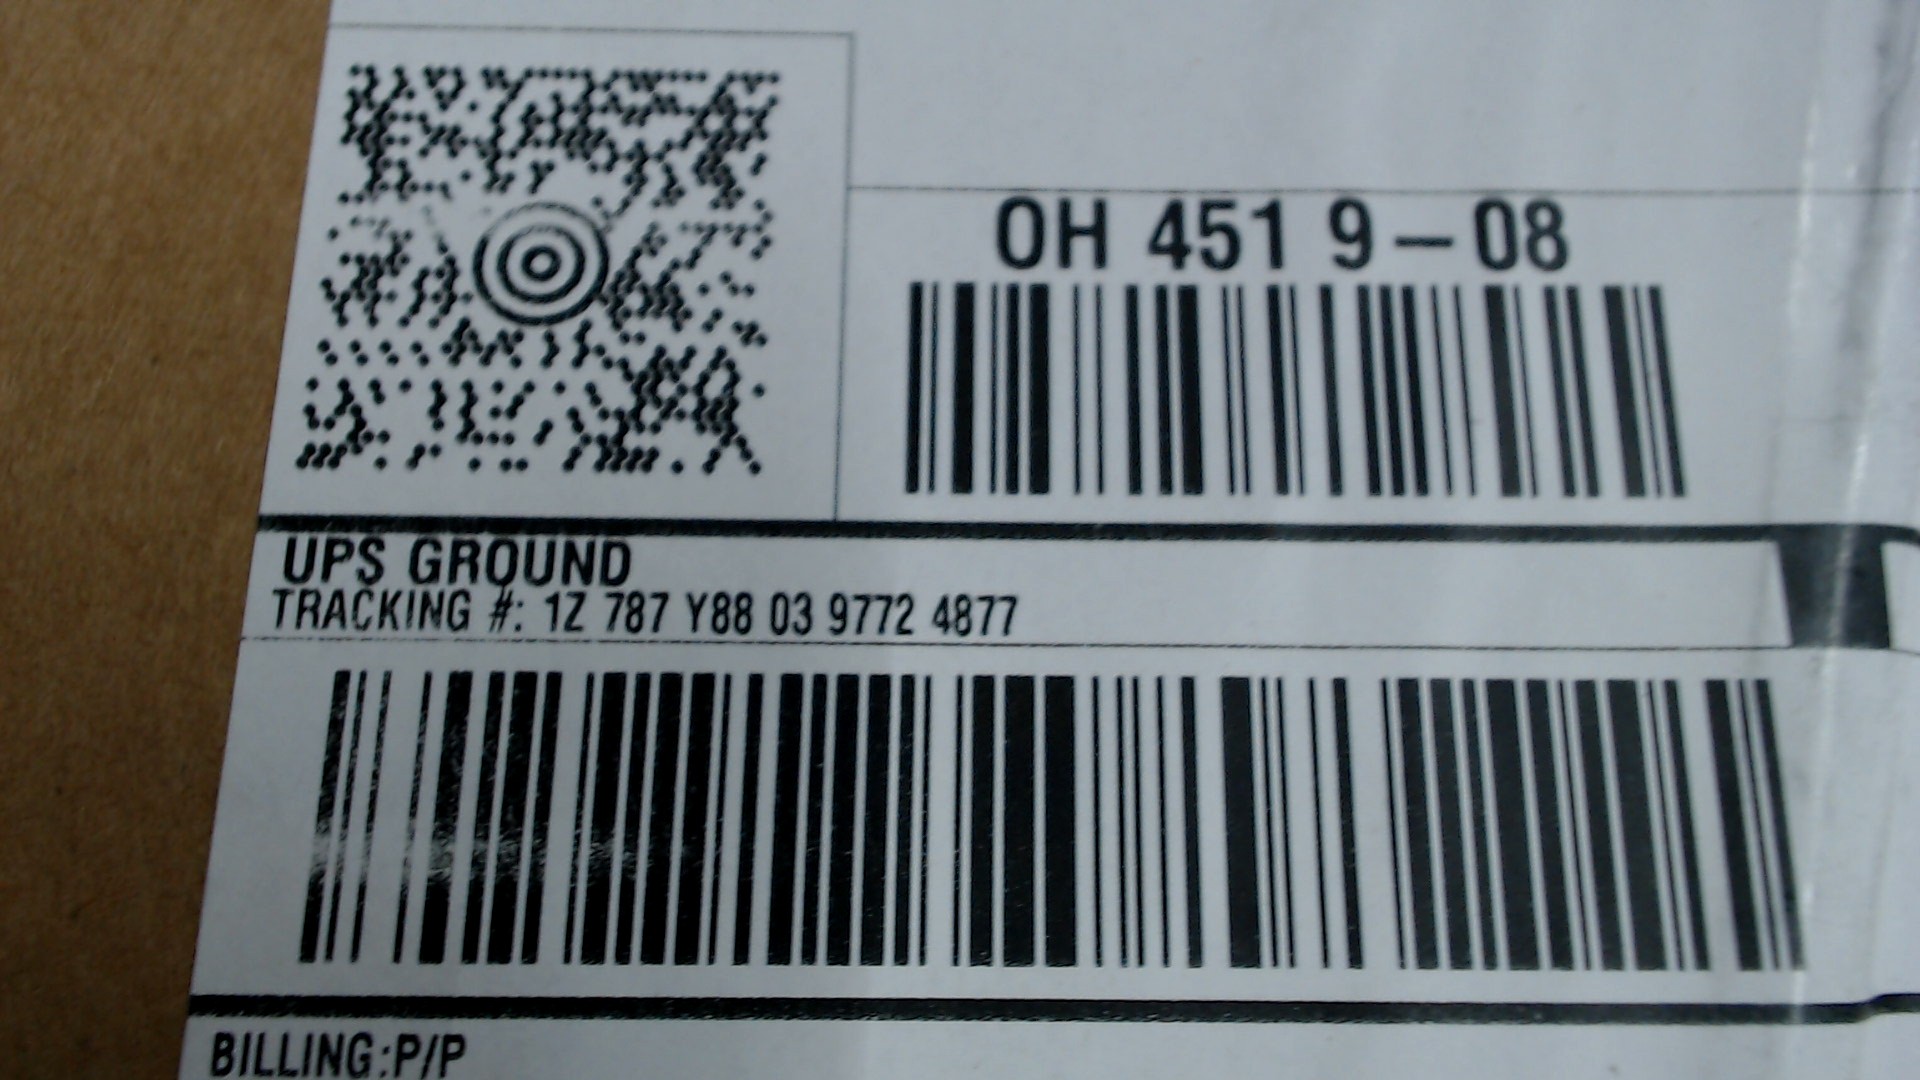 OH 451 9-08
UPS GROUND
TRACKING #: 1Z 787 Y88 03 9772 4877
BILLING:P/P